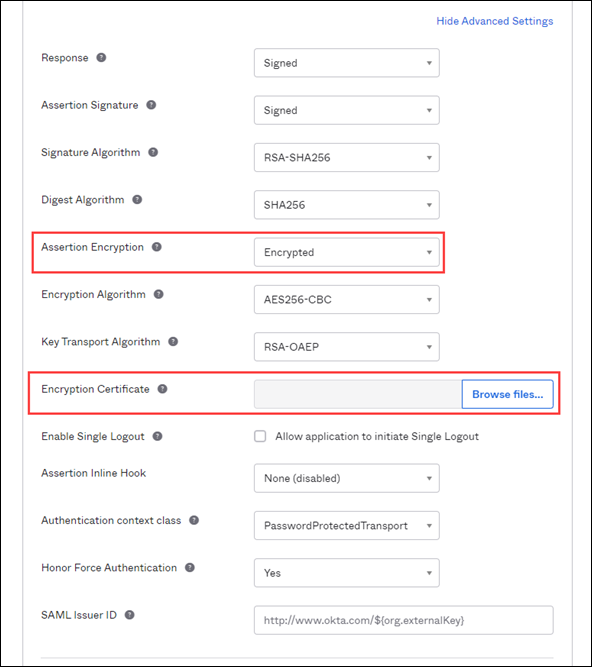 Hide Advanced Settings
Response ? Signed
Assertion Signature ? Signed
Signature Algorithm ? RSA-SHA256
Digest Algorithm ? SHA256
Assertion Encryption ? Encrypted
Encryption Algorithm ? AES256-CBC
Key Transport Algorithm ? RSA-OAEP
Encryption Certificate ? Browse files...
Enable Single Logout ? Allow application to initiate Single Logout
Assertion Inline Hook None (disabled)
Authentication context class ? PasswordProtectedTransport
Honor Force Authentication ? Yes
SAML Issuer ID ? http://www.okta.com/${org.externalKey}